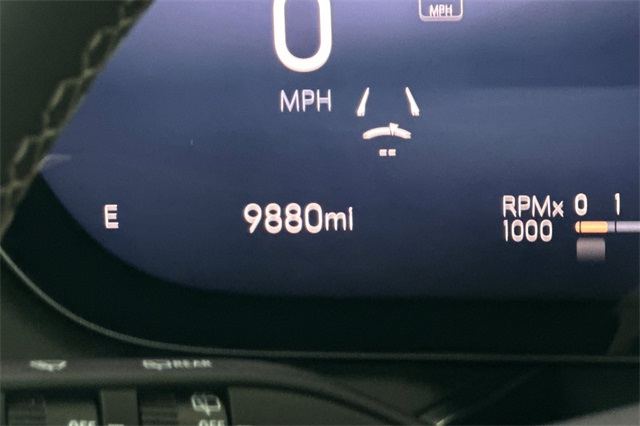 MPH
0
MPH
E
9880mi
RPMx 0 1
1000
REAR
OFF
OFF